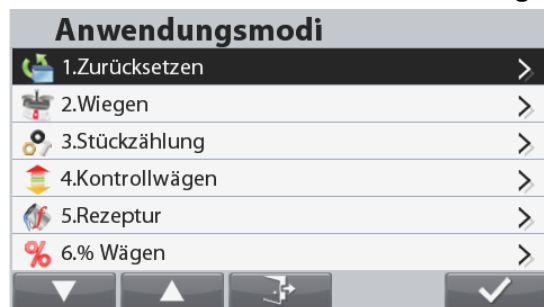 Anwendungsmodi
1.Zurücksetzen
2.Wiegen
3.Stückzählung
4.Kontrollwägen
5.Rezeptur
6.% Wägen